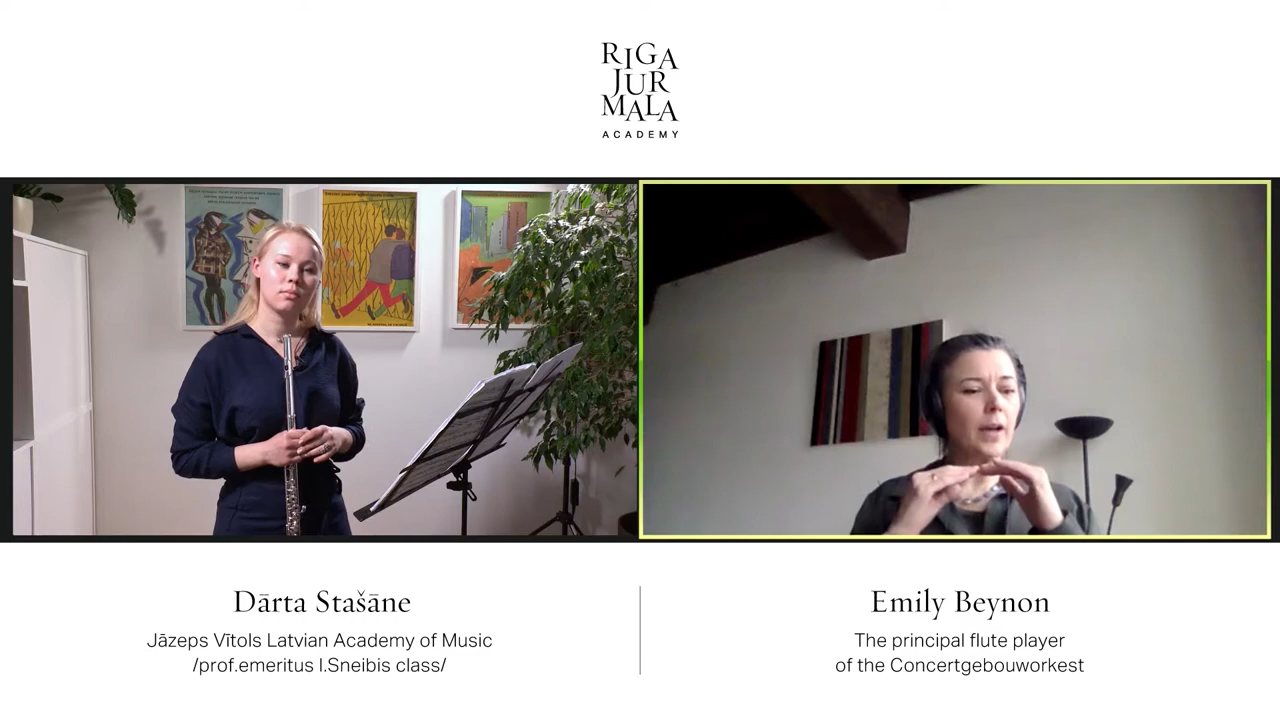 RIGA
JUR
MALA
ACADEMY
Dārta Stašāne
Jāzeps Vītols Latvian Academy of Music
/prof.emeritus I.Sneibis class/
Emily Beynon
The principal flute player
of the Concertgebouworkest